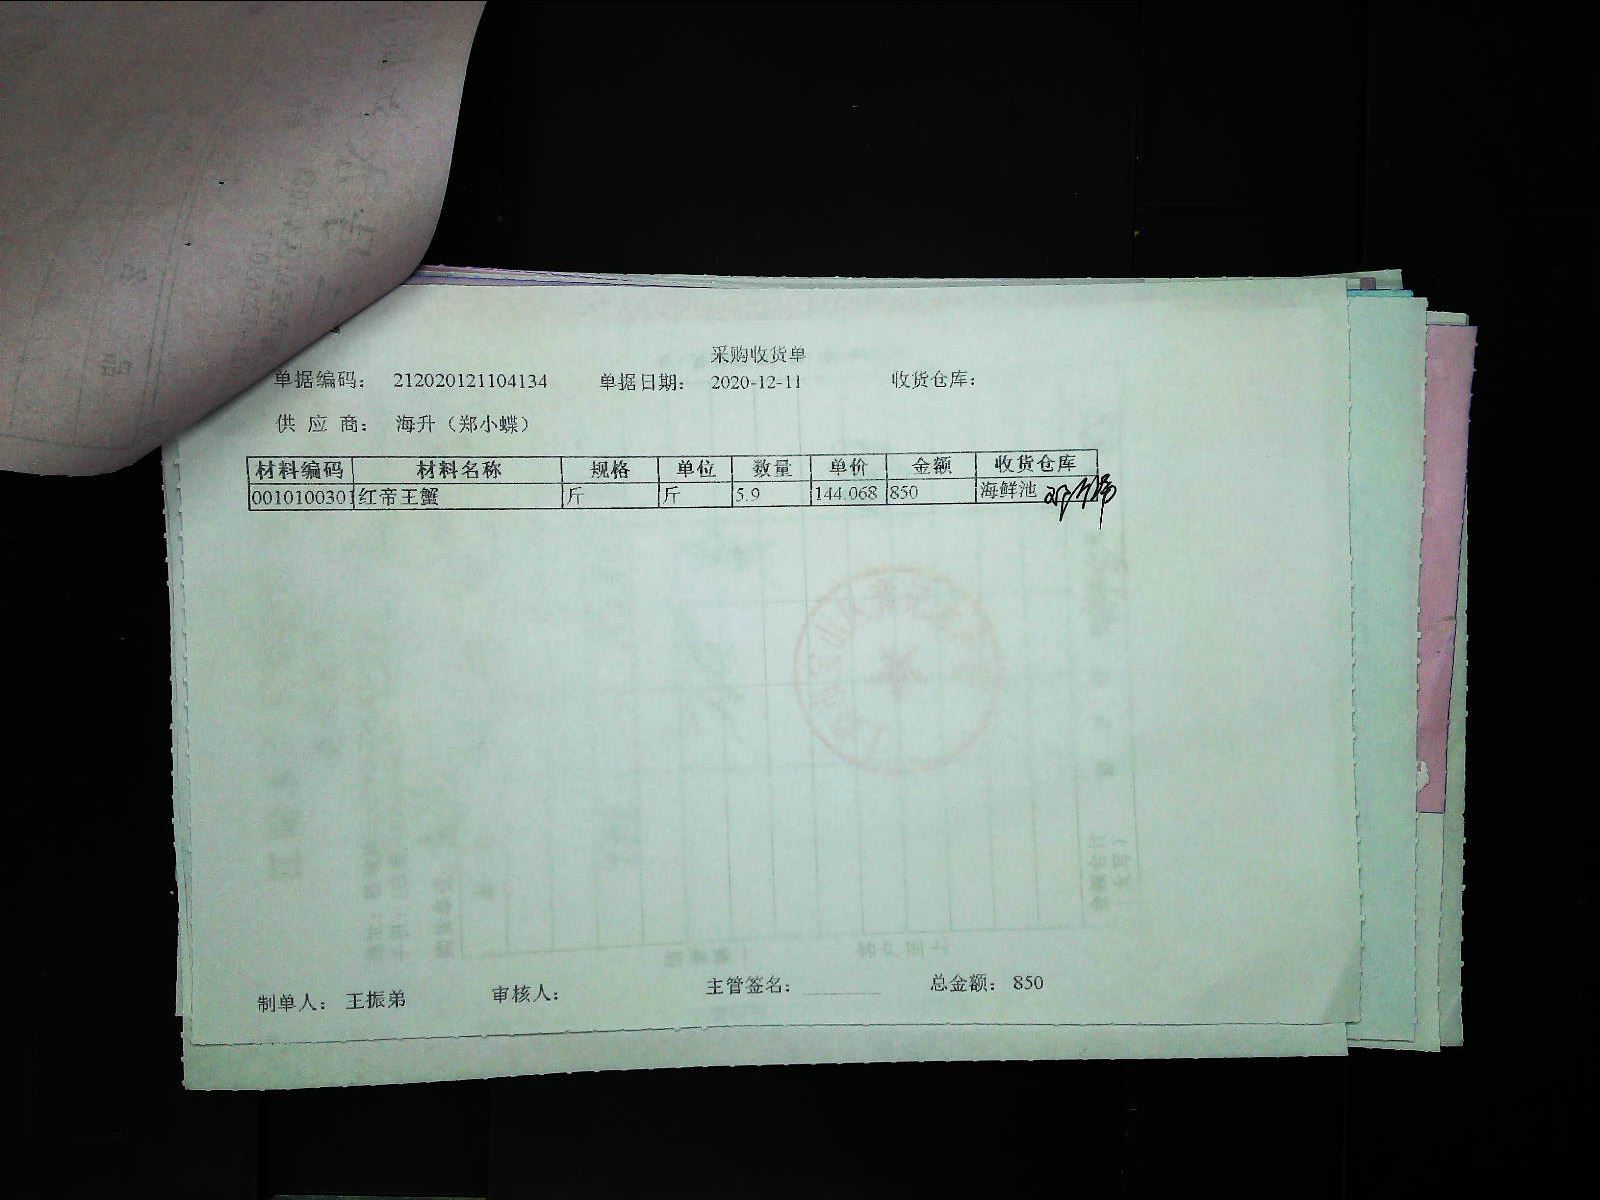 采购收货单
单据编码： 212020121104134 单据日期： 2020-12-11 收货仓库：
供 应 商： 海升（郑小蝶）
材料编码 材料名称 规格 单位 数量 单价 金额 收货仓库
0010100301 红帝王蟹 斤 斤 5.9 144.068 850 海鲜池
制单人： 王振弟 审核人： 主管签名： 总金额： 850